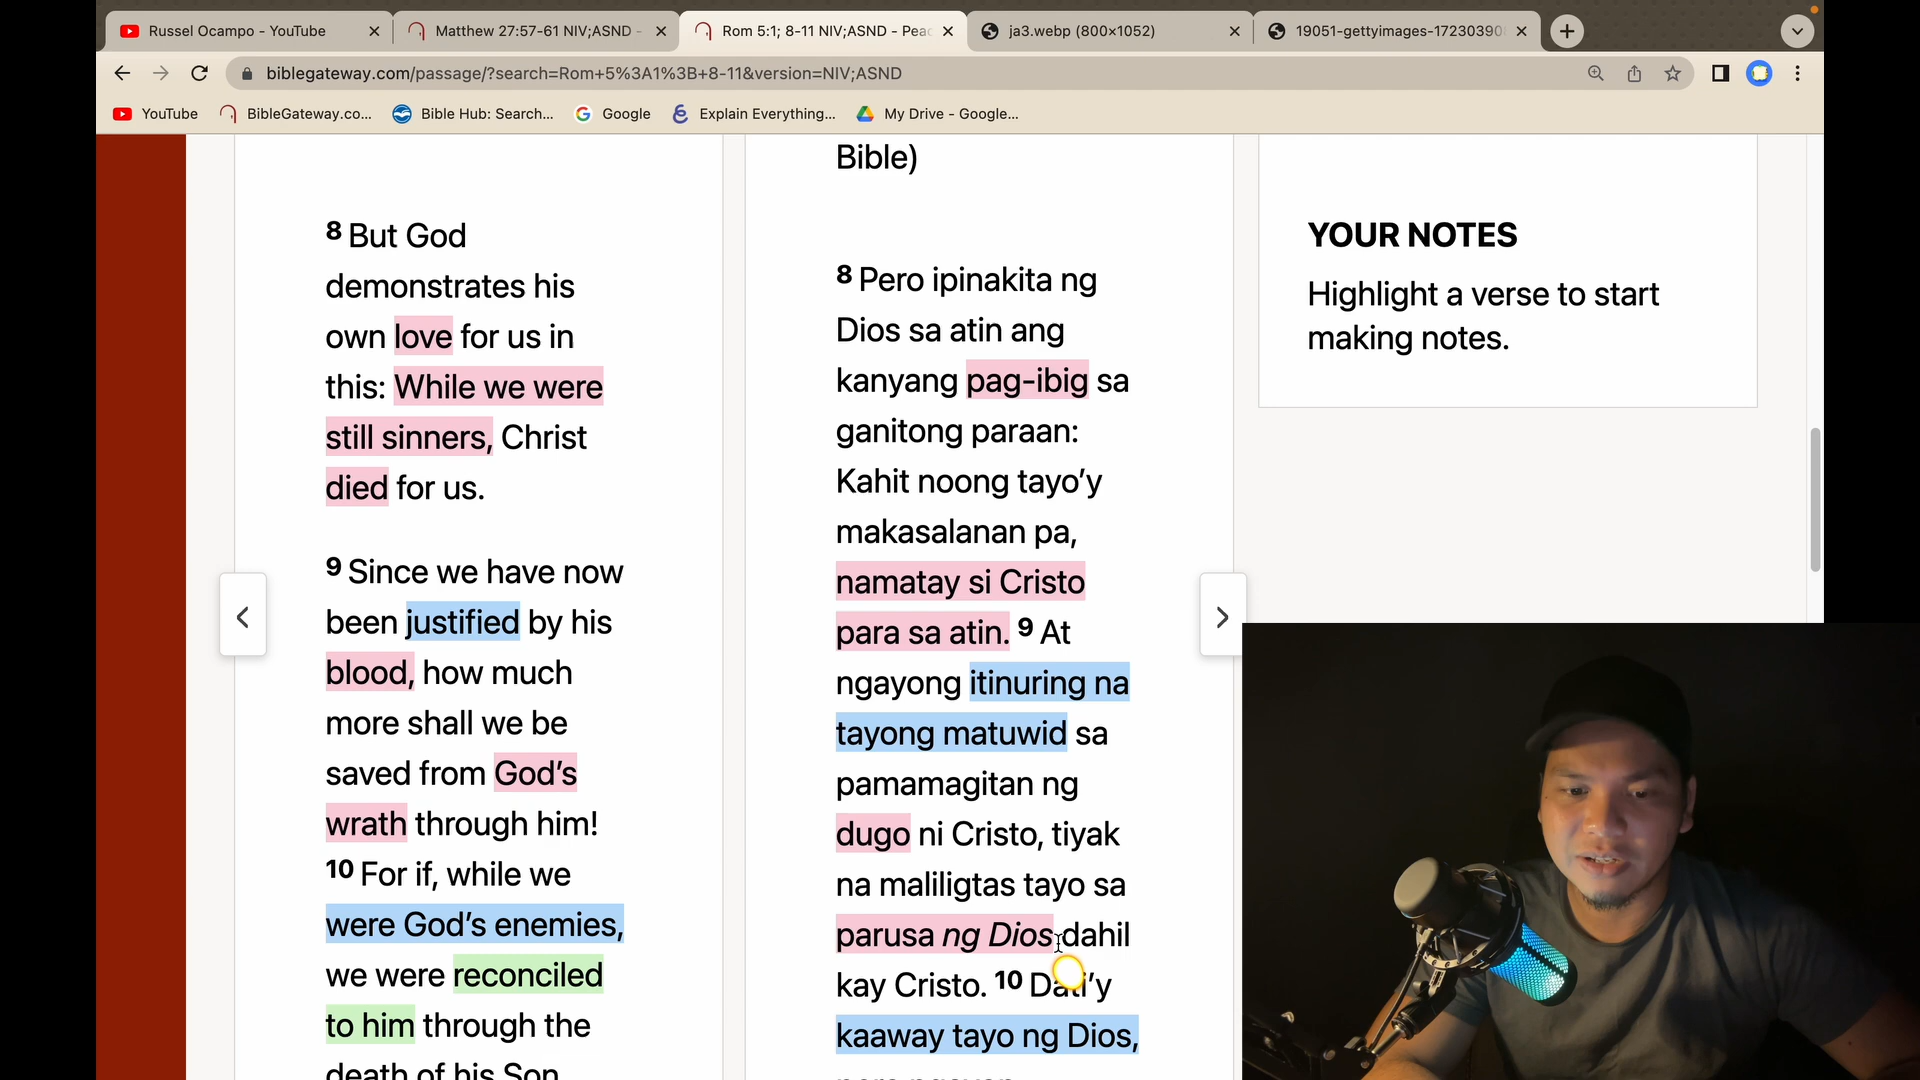 Russel Ocampo - YouTube
Matthew 27:57-61 NIV;ASND -
Rom 5:1; 8-11 NIV;ASND - Peac
ja3.webp (800×1052)
19051-gettyimages-172303908
biblegateway.com/passage/?search=Rom+5%3A1%3B+8-11&version=NIV;ASND
YouTube
BibleGateway.co...
Bible Hub: Search...
Google
Explain Everything...
My Drive - Google...
8 But God
demonstrates his
own love for us in
this: While we were
still sinners, Christ
died for us.
9 Since we have now
been justified by his
blood, how much
more shall we be
saved from God’s
wrath through him!
10 For if, while we
were God’s enemies,
we were reconciled
to him through the
death of his Son
Bible)
8 Pero ipinakita ng
Dios sa atin ang
kanyang pag-ibig sa
ganitong paraan:
Kahit noong tayo’y
makasalanan pa,
namatay si Cristo
para sa atin. 9 At
ngayong itinuring na
tayong matuwid sa
pamamagitan ng
dugo ni Cristo, tiyak
na maliligtas tayo sa
parusa ng Dios dahil
kay Cristo. 10 Dati’y
kaaway tayo ng Dios,
YOUR NOTES
Highlight a verse to start
making notes.